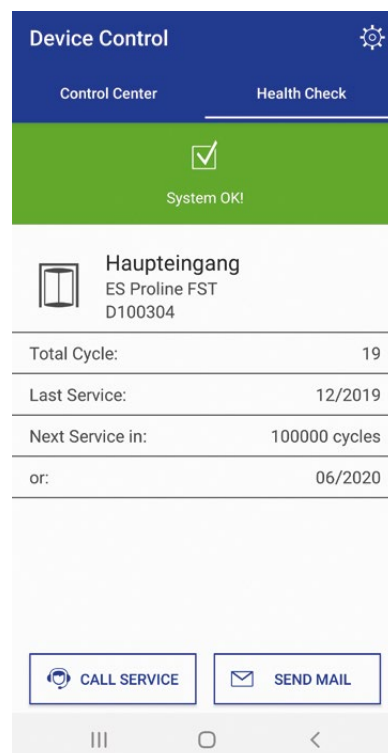 Device Control
Control Center Health Check
System OK!
Haupteingang
ES Proline FST
D100304
Total Cycle: 19
Last Service: 12/2019
Next Service in: 100000 cycles
or: 06/2020
CALL SERVICE SEND MAIL